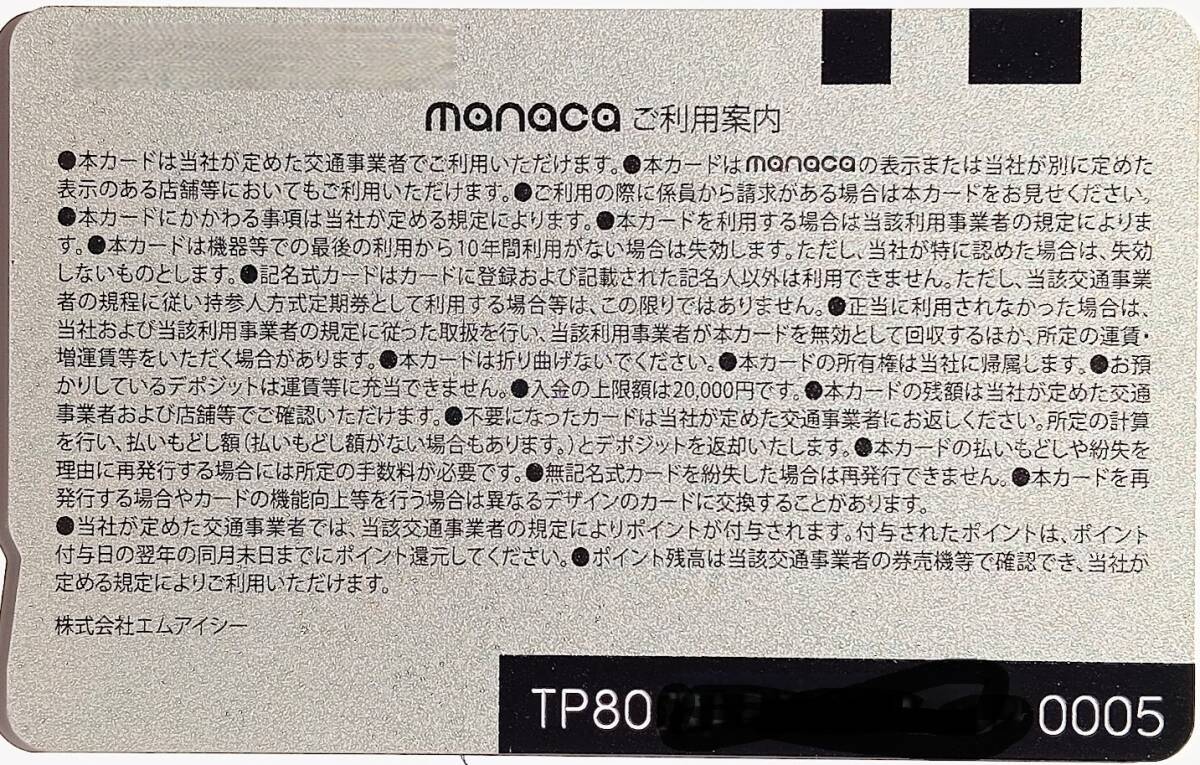 manaca ご利用案内
●本カードは当社が定めた交通事業者でご利用いただけます。●本カードはmanacaの表示または当社が別に定めた
表示のある店舗等においてもご利用いただけます。●ご利用の際に係員から請求がある場合は本カードをお見せください。
●本カードにかかわる事項は当社が定める規定によります。●本カードを利用する場合は当該利用事業者の規定によりま
す。●本カードは機器等での最後の利用から10年間利用がない場合は失効します。ただし、当社が特に認めた場合は、失効
しないものとします。●記名式カードはカードに登録および記載された記名人以外は利用できません。ただし、当該交通事業
者の規程に従い持参人方式定期券として利用する場合等は、この限りではありません。●正当に利用されなかった場合は、
当社および当該利用事業者の規定に従った取扱を行い、当該利用事業者が本カードを無効として回収するほか、所定の運賃・
増運賃等をいただく場合があります。●本カードは折り曲げないでください。●本カードの所有権は当社に帰属します。●お預
かりしているデポジットは運賃等に充当できません。●入金の上限額は20,000円です。●本カードの残額は当社が定めた交通
事業者および店舗等でご確認いただけます。●不要になったカードは当社が定めた交通事業者にお返しください。所定の計算
を行い、払いもどし額(払いもどし額がない場合もあります。)とデポジットを返却いたします。●本カードの払いもどしや紛失を
理由に再発行する場合には所定の手数料が必要です。●無記名式カードを紛失した場合は再発行できません。●本カードを再
発行する場合やカードの機能向上等を行う場合は異なるデザインのカードに交換することがあります。
●当社が定めた交通事業者では、当該交通事業者の規定によりポイントが付与されます。付与されたポイントは、ポイント
付与日の翌年の同月末日までにポイント還元してください。●ポイント残高は当該交通事業者の券売機等で確認でき、当社が
定める規定によりご利用いただけます。
株式会社エムアイシー
TP80 0005